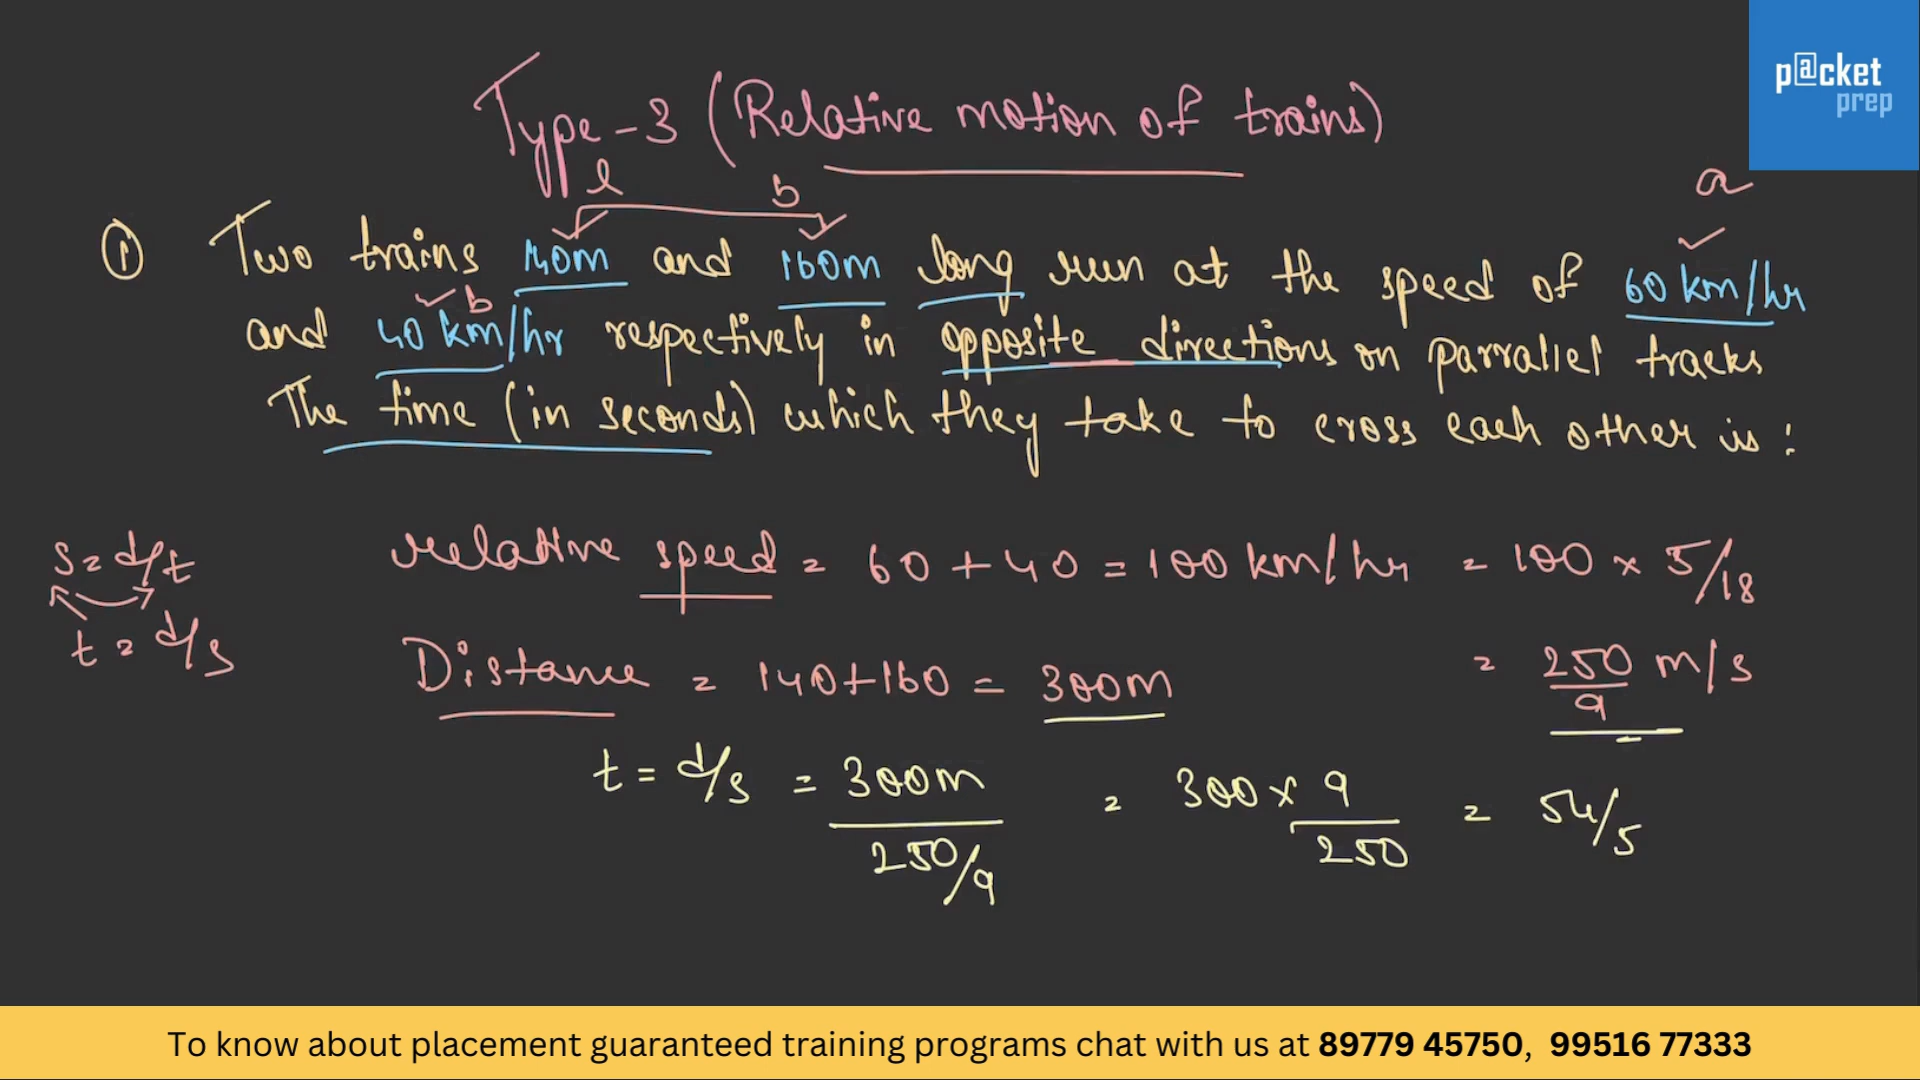 p@cket
prep
Type-3 (Relative motion of trains)
l b a
① Two trains 140m and 160m long run at the speed of 60 km/hr
b
and 40 km/hr respectively in opposite directions on parrallel tracks
The time (in seconds) which they take to cross each other is :
s = d/t
t = d/s
relative speed = 60 + 40 = 100 km/hr = 100 x 5/18
= 250/9 m/s
Distance = 140+160 = 300m
t = d/s = 300m / 250/9 = 300 x 9/250 = 54/5
To know about placement guaranteed training programs chat with us at 89779 45750, 99516 77333